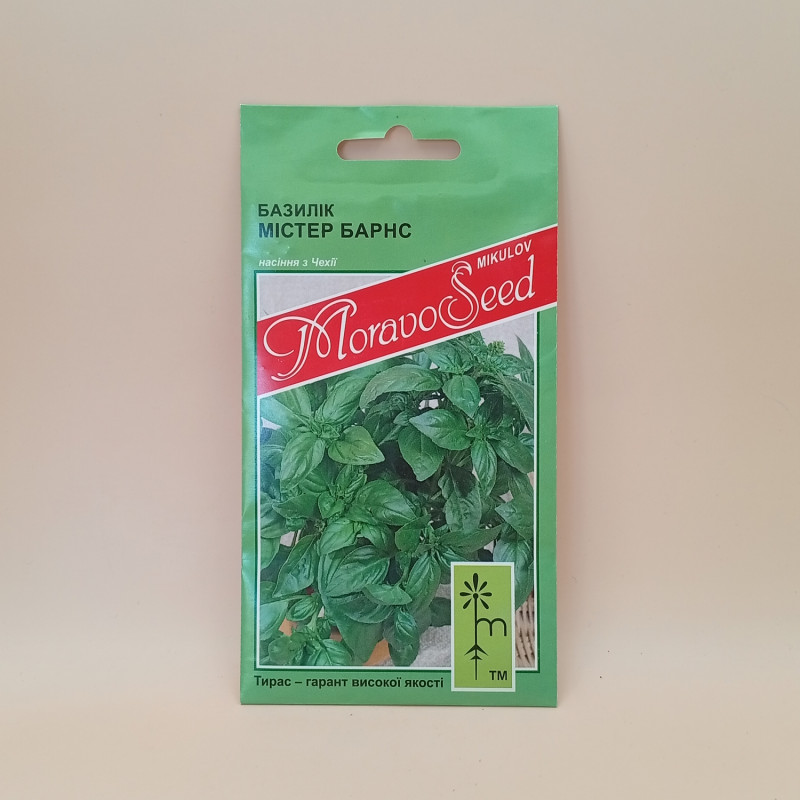 БАЗИЛІК
МІСТЕР БАРНС
насіння з Чехії
MIKULOV
MoravoSeed
m
TM
Тирас – гарант високої якості